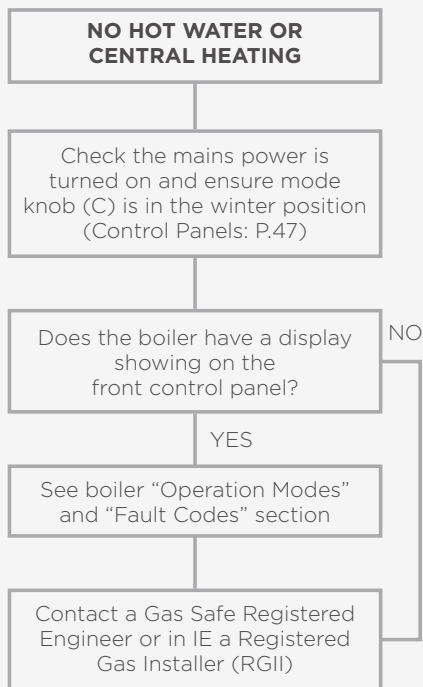 NO HOT WATER OR
CENTRAL HEATING
Check the mains power is
turned on and ensure mode
knob (C) is in the winter position
(Control Panels: P.47)
Does the boiler have a display
showing on the
front control panel?
NO
YES
See boiler “Operation Modes”
and “Fault Codes” section
Contact a Gas Safe Registered
Engineer or in IE a Registered
Gas Installer (RGII)